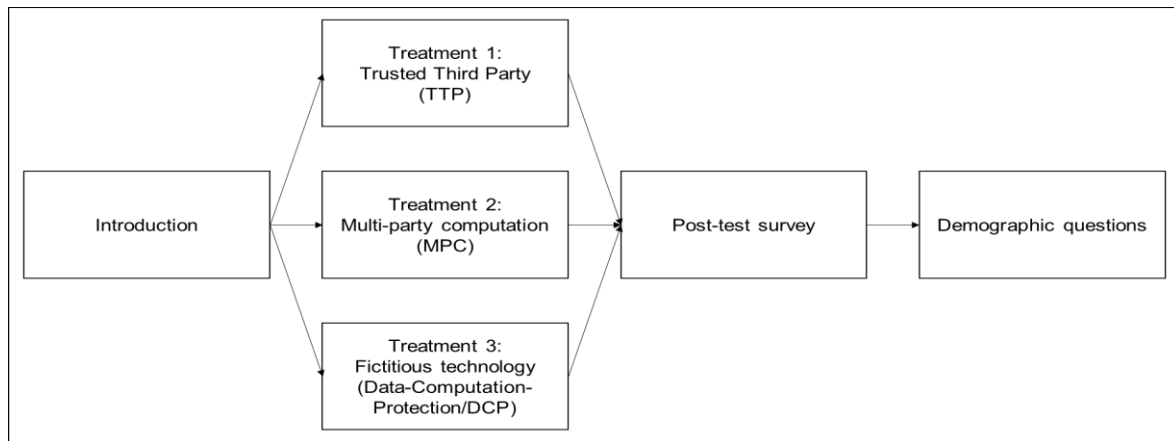 Introduction
Treatment 1:
Trusted Third Party
(TTP)
Treatment 2:
Multi-party computation
(MPC)
Treatment 3:
Fictitious technology
(Data-Computation-
Protection/DCP)
Post-test survey
Demographic questions